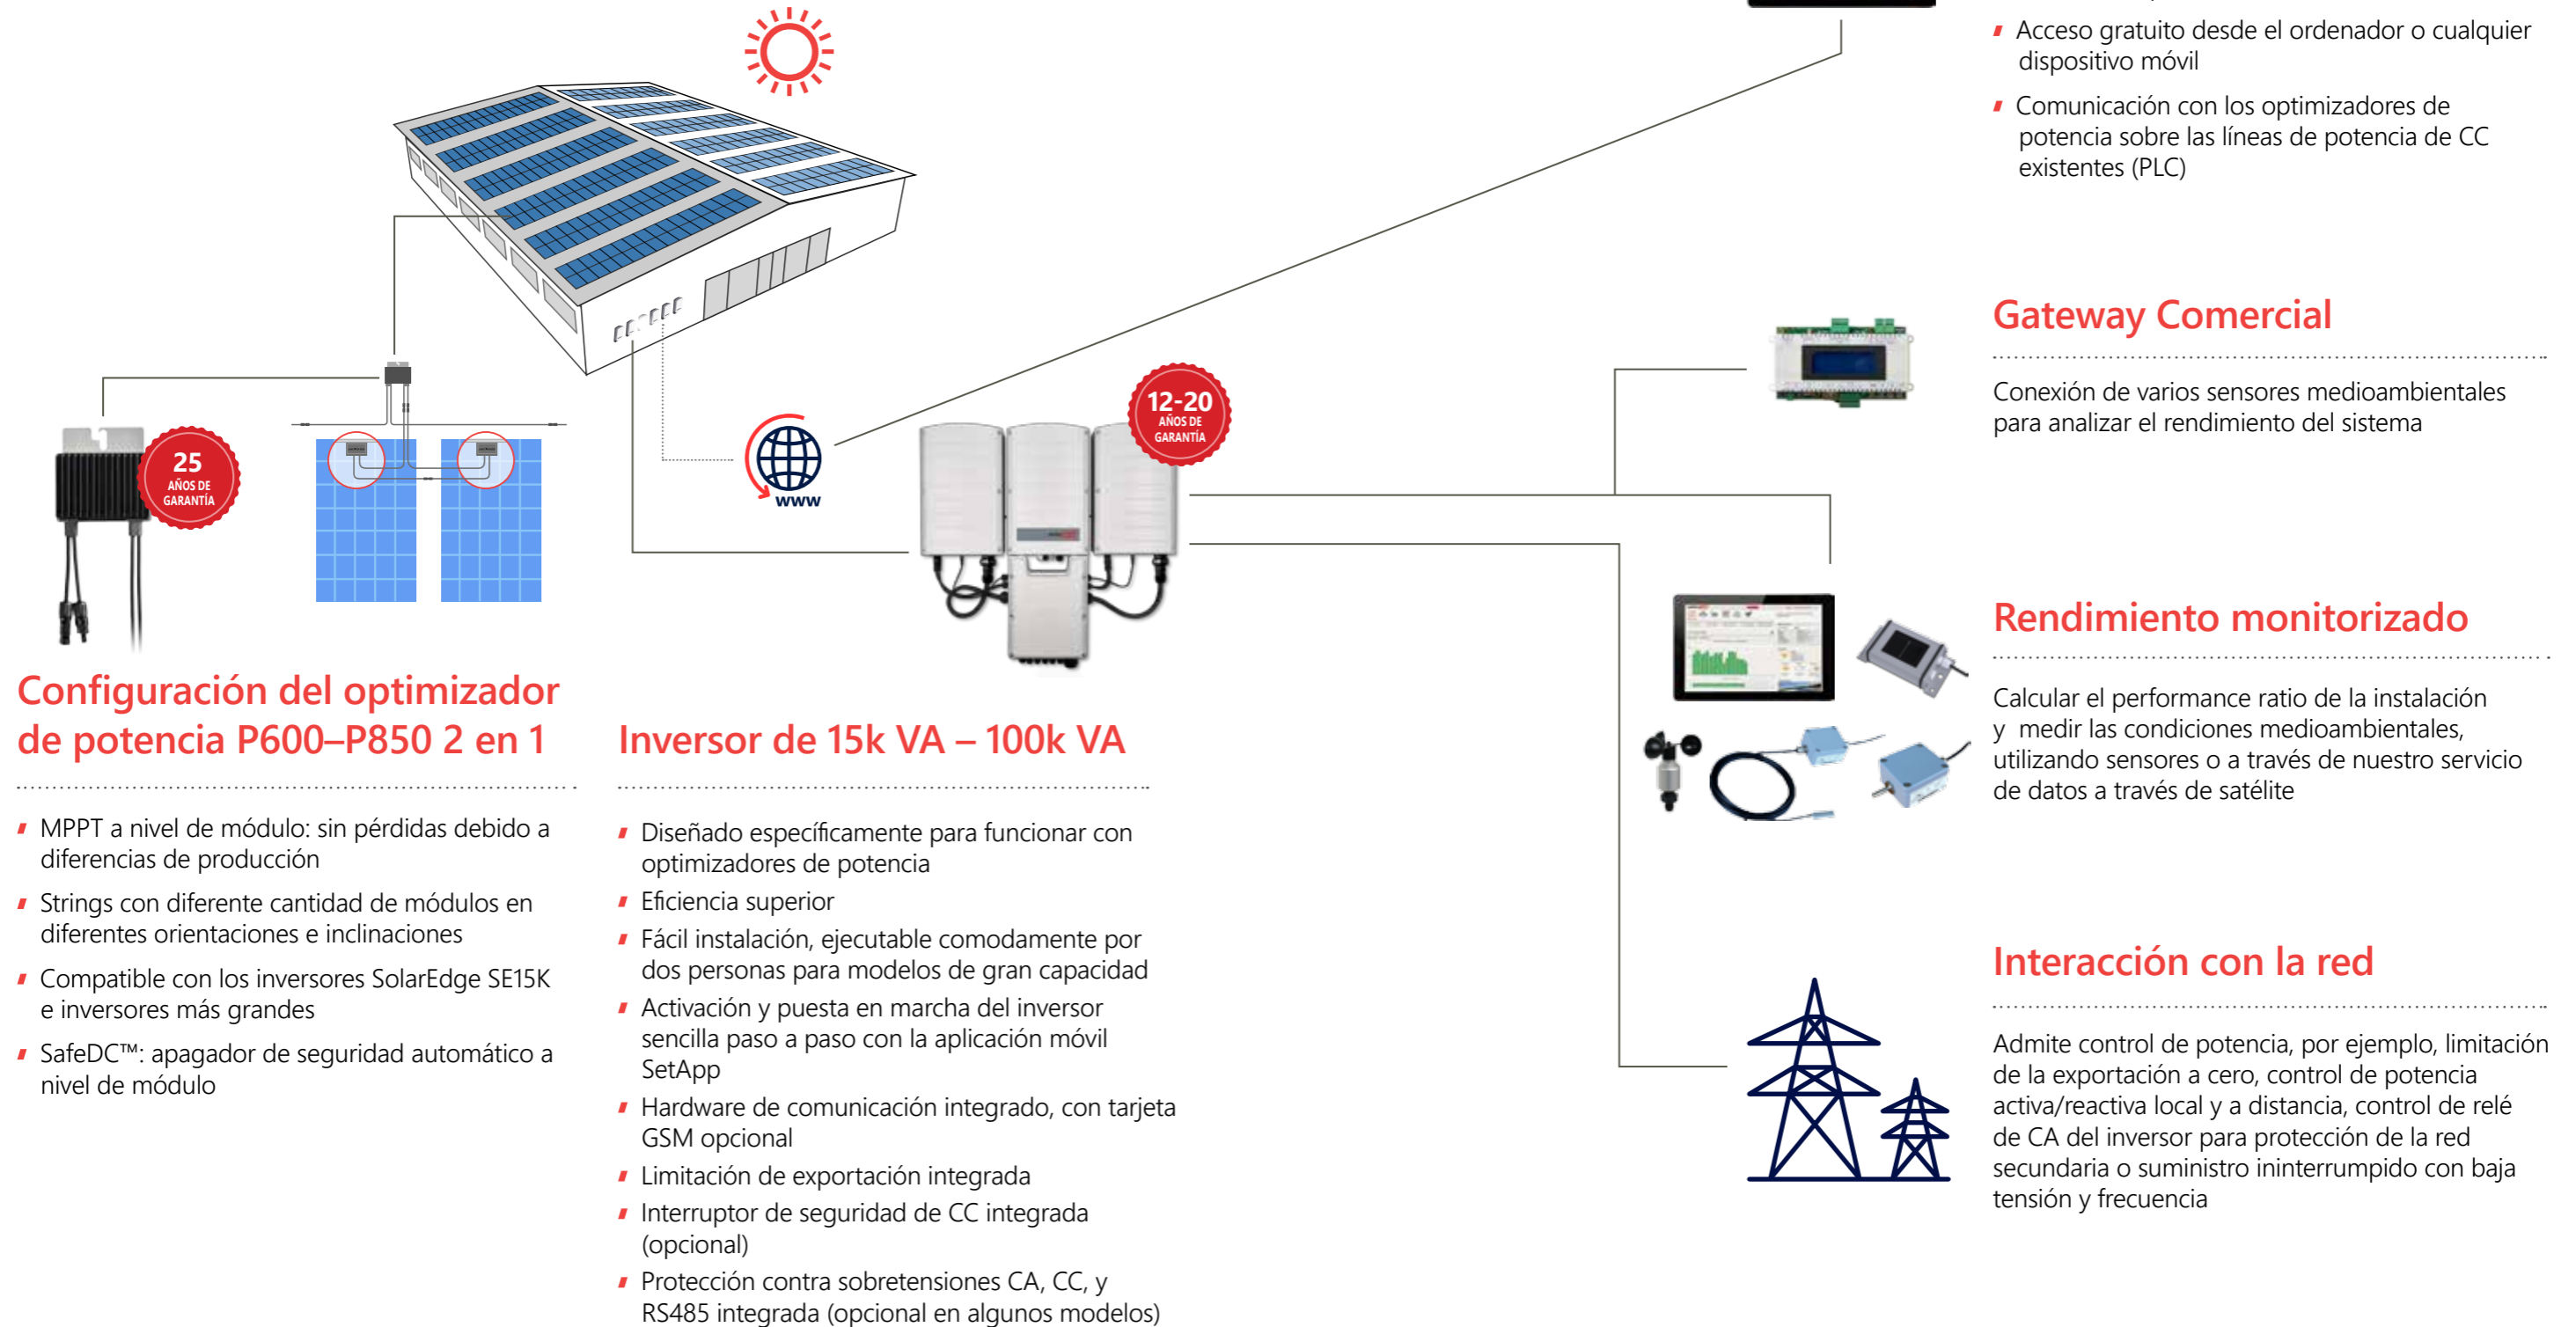 Acceso gratuito desde el ordenador o cualquier
dispositivo móvil
Comunicación con los optimizadores de
potencia sobre las líneas de potencia de CC
existentes (PLC)
Gateway Comercial
Conexión de varios sensores medioambientales
para analizar el rendimiento del sistema
12-20
AÑOS DE
GARANTÍA
25
AÑOS DE
GARANTÍA
www
Rendimiento monitorizado
Calcular el performance ratio de la instalación
y medir las condiciones medioambientales,
utilizando sensores o a través de nuestro servicio
de datos a través de satélite
Configuración del optimizador
de potencia P600–P850 2 en 1
MPPT a nivel de módulo: sin pérdidas debido a
diferencias de producción
Strings con diferente cantidad de módulos en
diferentes orientaciones e inclinaciones
Compatible con los inversores SolarEdge SE15K
e inversores más grandes
SafeDC™: apagador de seguridad automático a
nivel de módulo
Inversor de 15k VA – 100k VA
Diseñado específicamente para funcionar con
optimizadores de potencia
Eficiencia superior
Fácil instalación, ejecutable comodamente por
dos personas para modelos de gran capacidad
Activación y puesta en marcha del inversor
sencilla paso a paso con la aplicación móvil
SetApp
Hardware de comunicación integrado, con tarjeta
GSM opcional
Limitación de exportación integrada
Interruptor de seguridad de CC integrada
(opcional)
Protección contra sobretensiones CA, CC, y
RS485 integrada (opcional en algunos modelos)
Interacción con la red
Admite control de potencia, por ejemplo, limitación
de la exportación a cero, control de potencia
activa/reactiva local y a distancia, control de relé
de CA del inversor para protección de la red
secundaria o suministro ininterrumpido con baja
tensión y frecuencia